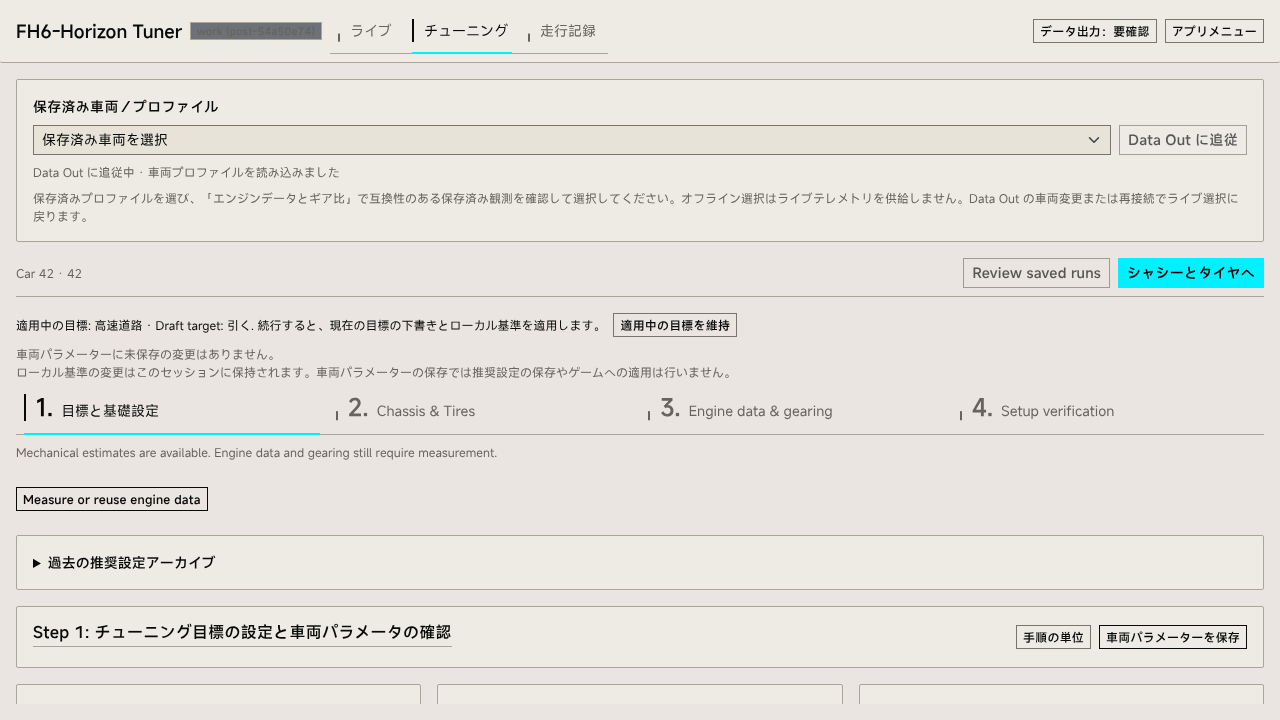 FH6-Horizon Tuner
work (post-54a50e74)
ライブ
チューニング
走行記録
データ出力: 要確認
アプリメニュー
保存済み車両／プロファイル
保存済み車両を選択
Data Out に追従
Data Out に追従中 · 車両プロファイルを読み込みました
保存済みプロファイルを選び、「エンジンデータとギア比」で互換性のある保存済み観測を確認して選択してください。オフライン選択はライブテレメトリを供給しません。Data Out の車両変更または再接続でライブ選択に
戻ります。
Car 42 · 42
Review saved runs
シャシーとタイヤへ
適用中の目標: 高速道路 · Draft target: 引く. 続行すると、現在の目標の下書きとローカル基準を適用します。
適用中の目標を維持
車両パラメーターに未保存の変更はありません。
ローカル基準の変更はこのセッションに保持されます。車両パラメーターの保存では推奨設定の保存やゲームへの適用は行いません。
1. 目標と基礎設定
2. Chassis & Tires
3. Engine data & gearing
4. Setup verification
Mechanical estimates are available. Engine data and gearing still require measurement.
Measure or reuse engine data
▶ 過去の推奨設定アーカイブ
Step 1: チューニング目標の設定と車両パラメータの確認
手順の単位
車両パラメーターを保存